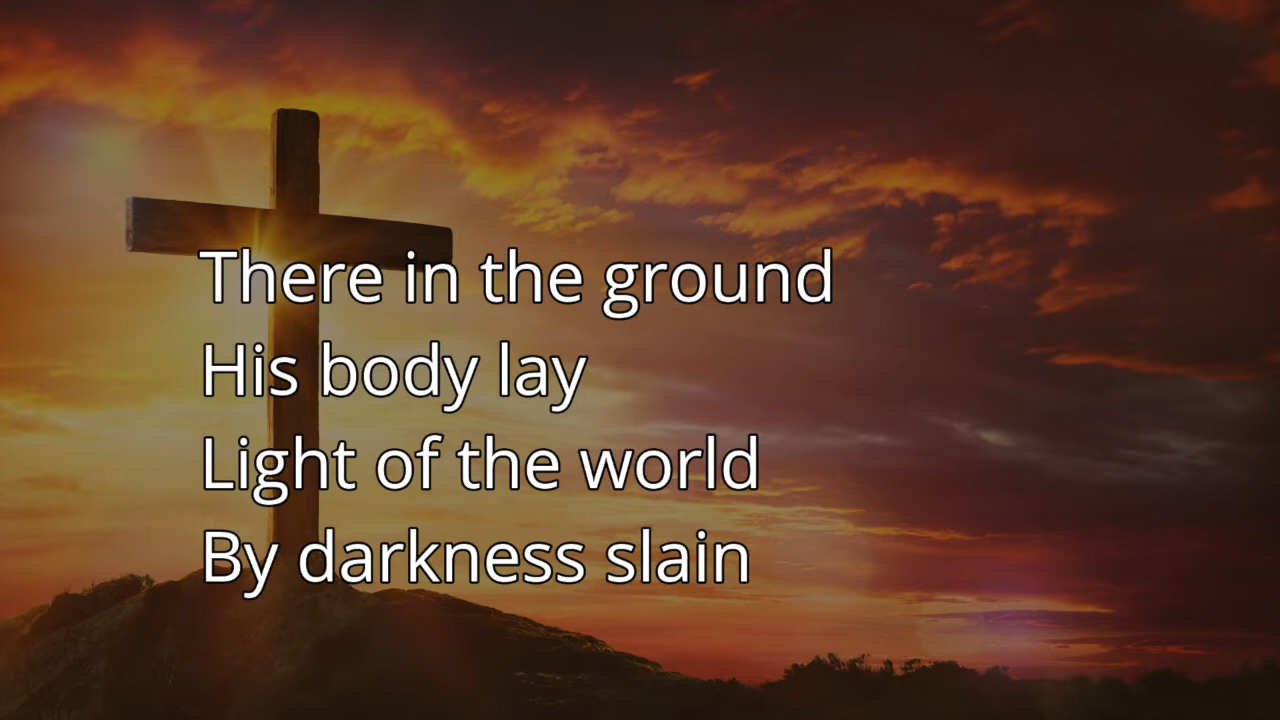 There in the ground
His body lay
Light of the world
By darkness slain